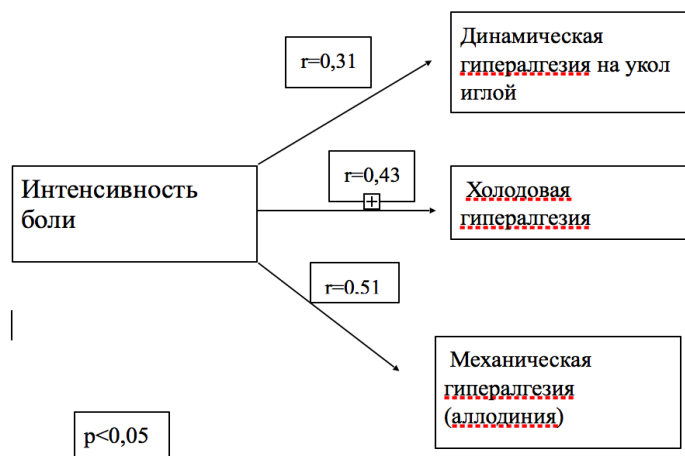 r=0,31
Динамическая
гипералгезия на укол
иглой
Интенсивность
боли
r=0,43
Холодовая
гипералгезия
r=0.51
Механическая
гипералгезия
(аллодиния)
p<0,05